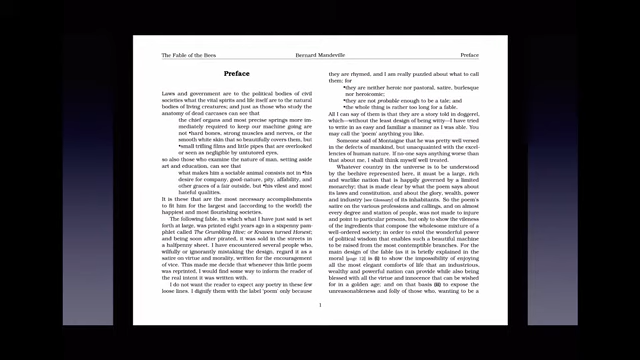 The Fable of the Bees
Bernard Mandeville
Preface
Preface
Laws and government are to the political bodies of civil
societies what the vital spirits and life itself are to the natural
bodies of living creatures; and just as those who study the
anatomy of dead carcases can see that
the chief organs and most precise springs more im-
mediately required to keep our machine going are
not •hard bones, strong muscles and nerves, or the
smooth white skin that so beautifully covers them, but
•small trifling films and little pipes that are overlooked
or seen as negligible by untutored eyes,
so also those who examine the nature of man, setting aside
art and education, can see that
what makes him a sociable animal consists not in •his
desire for company, good-nature, pity, affability, and
other graces of a fair outside, but •his vilest and most
hateful qualities.
It is these that are the most necessary accomplishments
to fit him for the largest and (according to the world) the
happiest and most flourishing societies.
The following fable, in which what I have just said is set
forth at large, was printed eight years ago in a sixpenny pam-
phlet called The Grumbling Hive; or Knaves turned Honest;
and being soon after pirated, it was sold in the streets in
a halfpenny sheet. I have encountered several people who,
wilfully or ignorantly mistaking the design, regard it as a
satire on virtue and morality, written for the encouragement
of vice. This made me decide that whenever this little poem
was reprinted, I would find some way to inform the reader of
the real intent it was written with.
I do not want the reader to expect any poetry in these few
loose lines. I dignify them with the label 'poem' only because
they are rhymed, and I am really puzzled about what to call
them; for
•they are neither heroic nor pastoral, satire, burlesque
nor heroicomic;
•they are not probable enough to be a tale; and
•the whole thing is rather too long for a fable.
All I can say of them is that they are a story told in doggerel,
which—without the least design of being witty—I have tried
to write in as easy and familiar a manner as I was able. You
may call the 'poem' anything you like.
Someone said of Montaigne that he was pretty well versed
in the defects of mankind, but unacquainted with the excel-
lencies of human nature. If no-one says anything worse than
that about me, I shall think myself well treated.
Whatever country in the universe is to be understood
by the beehive represented here, it must be a large, rich
and warlike nation that is happily governed by a limited
monarchy; that is made clear by what the poem says about
its laws and constitution, and about the glory, wealth, power
and industry [see Glossary] of its inhabitants. So the poem's
satire on the various professions and callings, and on almost
every degree and station of people, was not made to injure
and point to particular persons, but only to show the vileness
of the ingredients that compose the wholesome mixture of a
well-ordered society; in order to extol the wonderful power of
political wisdom that enables such a beautiful machine
to be raised from the most contemptible branches. For the
main design of the fable (as it is briefly explained in the
moral [page 12]) is (i) to show the impossibility of enjoying
all the most elegant comforts of life that an industrious,
wealthy and powerful nation can provide while also being
blessed with all the virtue and innocence that can be wished
for in a golden age; and on that basis (ii) to expose the
unreasonableness and folly of those who, wanting to be a
1